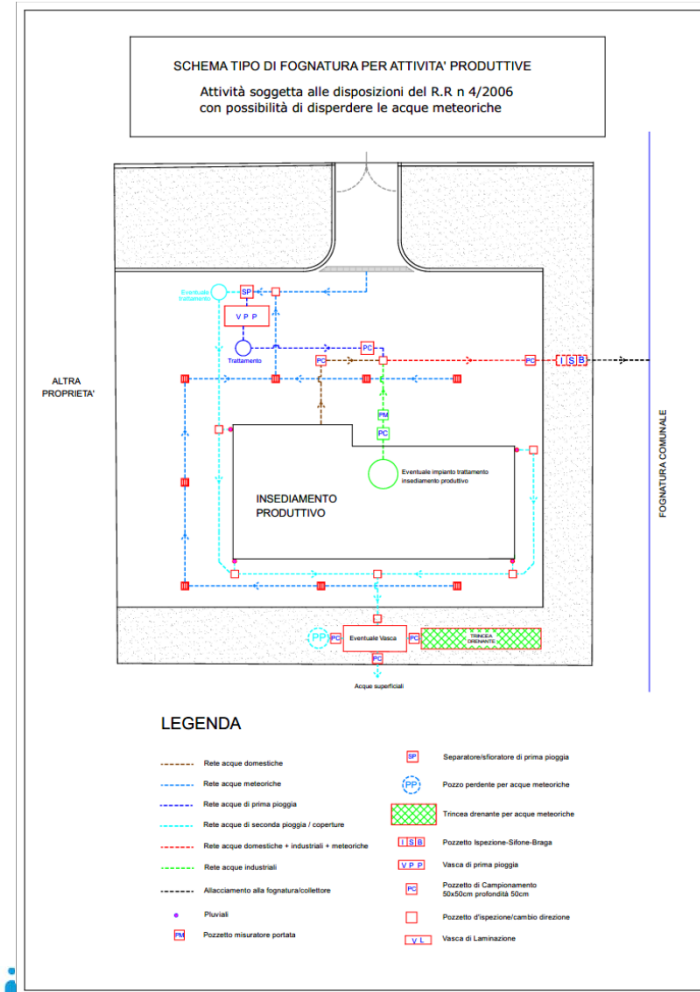 SCHEMA TIPO DI FOGNATURA PER ATTIVITA' PRODUTTIVE
Attività soggetta alle disposizioni del R.R n 4/2006
con possibilità di disperdere le acque meteoriche
Eventuale
trattamento
SP
V P P
Trattamento
PC
PC
PC
I S B
ALTRA
PROPRIETA'
PM
PC
Eventuale impianto trattamento
insediamento produttivo
INSEDIAMENTO
PRODUTTIVO
FOGNATURA COMUNALE
PP
PC
Eventuale Vasca
PC
TRINCEA
DRENANTE
PC
Acque superficiali
LEGENDA
Rete acque domestiche
Rete acque meteoriche
Rete acque di prima pioggia
Rete acque di seconda pioggia / coperture
Rete acque domestiche + industriali + meteoriche
Rete acque industriali
Allacciamento alla fognatura/collettore
Pluviali
PM Pozzetto misuratore portata
SP Separatore/sfioratore di prima pioggia
PP Pozzo perdente per acque meteoriche
Trincea drenante per acque meteoriche
I S B Pozzetto Ispezione-Sifone-Braga
V P P Vasca di prima pioggia
PC Pozzetto di Campionamento
50x50cm profondità 50cm
Pozzetto d'ispezione/cambio direzione
V L Vasca di Laminazione